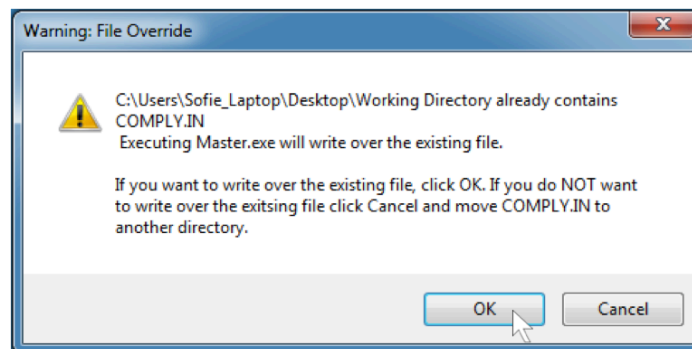 Warning: File Override
C:\Users\Sofie_Laptop\Desktop\Working Directory already contains
COMPLY.IN
Executing Master.exe will write over the existing file.
If you want to write over the existing file, click OK. If you do NOT want
to write over the exitsing file click Cancel and move COMPLY.IN to
another directory.
OK
Cancel